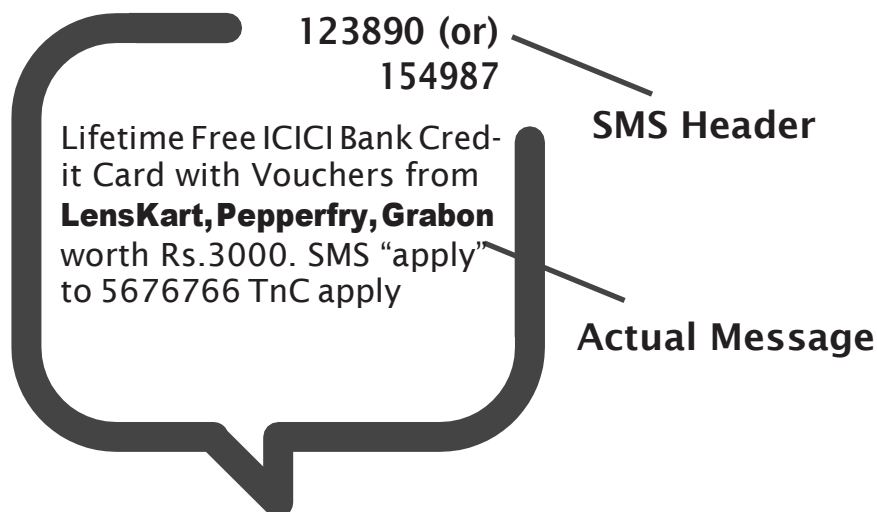 123890 (or)
154987
SMS Header
Lifetime Free ICICI Bank Cred-
it Card with Vouchers from
LensKart, Pepperfry, Grabon
worth Rs.3000. SMS “apply”
to 5676766 TnC apply
Actual Message